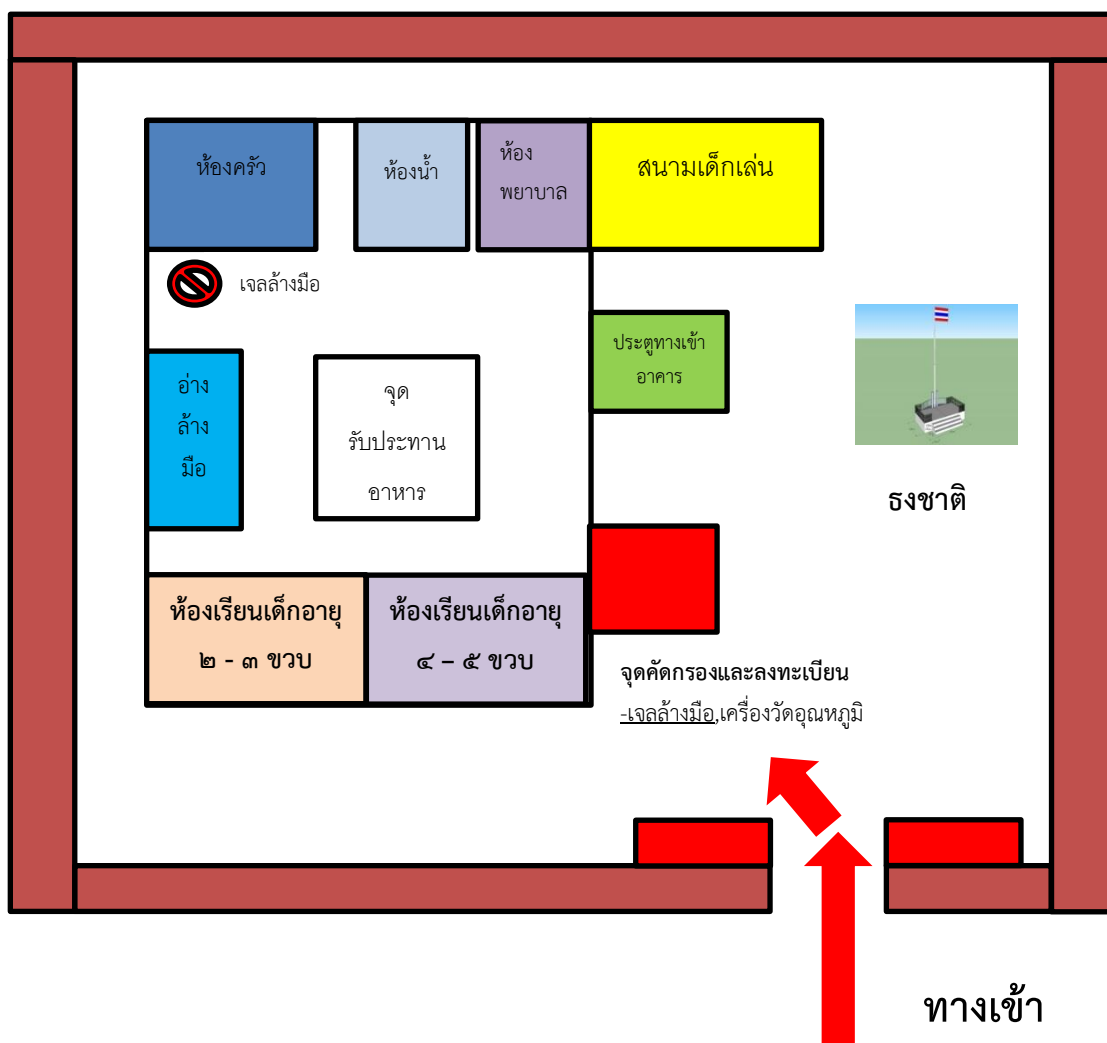 ห้องครัว
ห้องน้ำ
ห้อง
พยาบาล
สนามเด็กเล่น
เจลล้างมือ
ประตูทางเข้า
อาคาร
อ่าง
ล้าง
มือ
จุด
รับประทาน
อาหาร
ธงชาติ
ห้องเรียนเด็กอายุ
๒ - ๓ ขวบ
ห้องเรียนเด็กอายุ
๔ – ๕ ขวบ
จุดคัดกรองและลงทะเบียน
-เจลล้างมือ,เครื่องวัดอุณหภูมิ
ทางเข้า